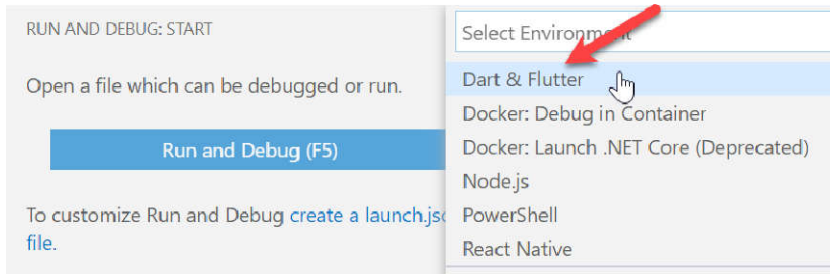 RUN AND DEBUG: START
Open a file which can be debugged or run.
Run and Debug (F5)
To customize Run and Debug create a launch.jso
file.
Select Environment
Dart & Flutter
Docker: Debug in Container
Docker: Launch .NET Core (Deprecated)
Node.js
PowerShell
React Native